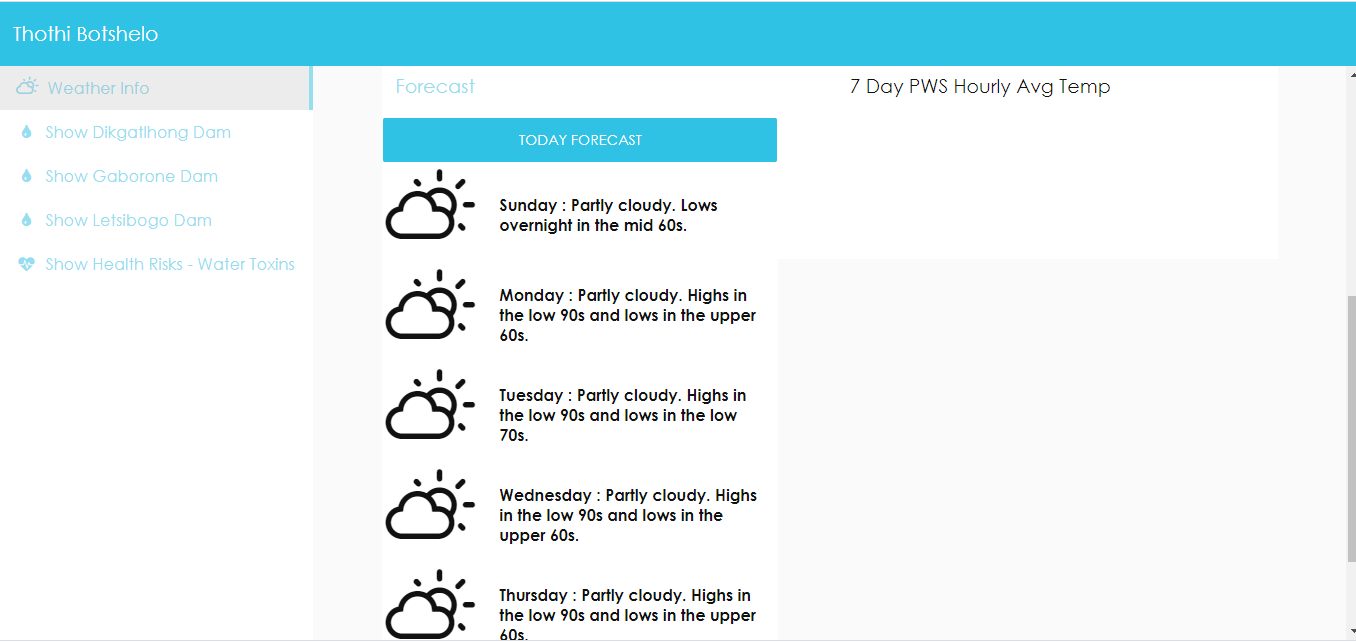 Thothi Botshelo
Weather Info
Show Dikgatlhong Dam
Show Gaborone Dam
Show Letsibogo Dam
Show Health Risks - Water Toxins
Forecast
TODAY FORECAST
Sunday : Partly cloudy. Lows
overnight in the mid 60s.
Monday : Partly cloudy. Highs in
the low 90s and lows in the upper
60s.
Tuesday : Partly cloudy. Highs in
the low 90s and lows in the low
70s.
Wednesday : Partly cloudy. Highs
in the low 90s and lows in the
upper 60s.
Thursday : Partly cloudy. Highs in
the low 90s and lows in the upper
60s.
7 Day PWS Hourly Avg Temp